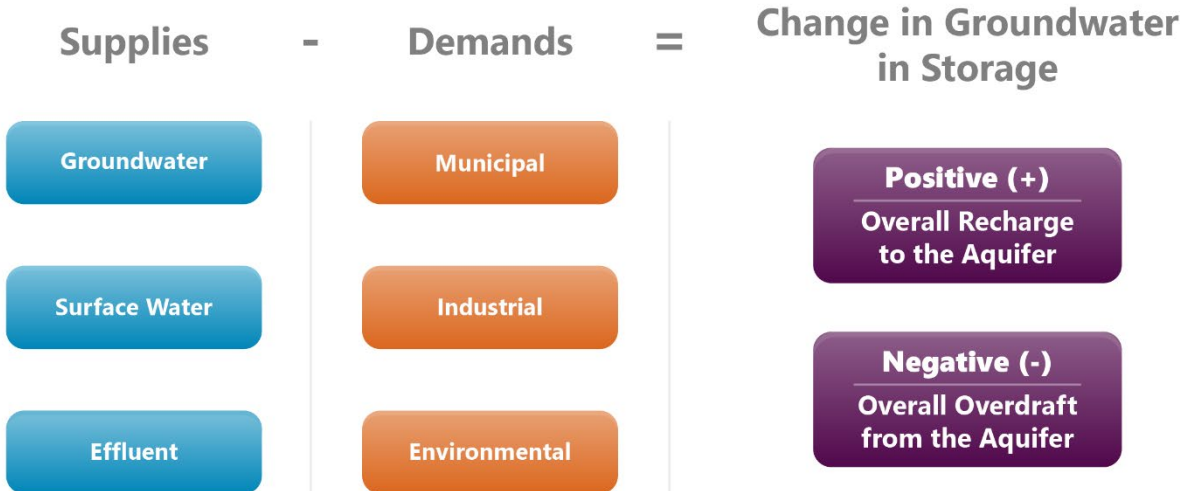 Supplies - Demands = Change in Groundwater
in Storage
Groundwater
Surface Water
Effluent
Municipal
Industrial
Environmental
Positive (+)
Overall Recharge
to the Aquifer
Negative (-)
Overall Overdraft
from the Aquifer